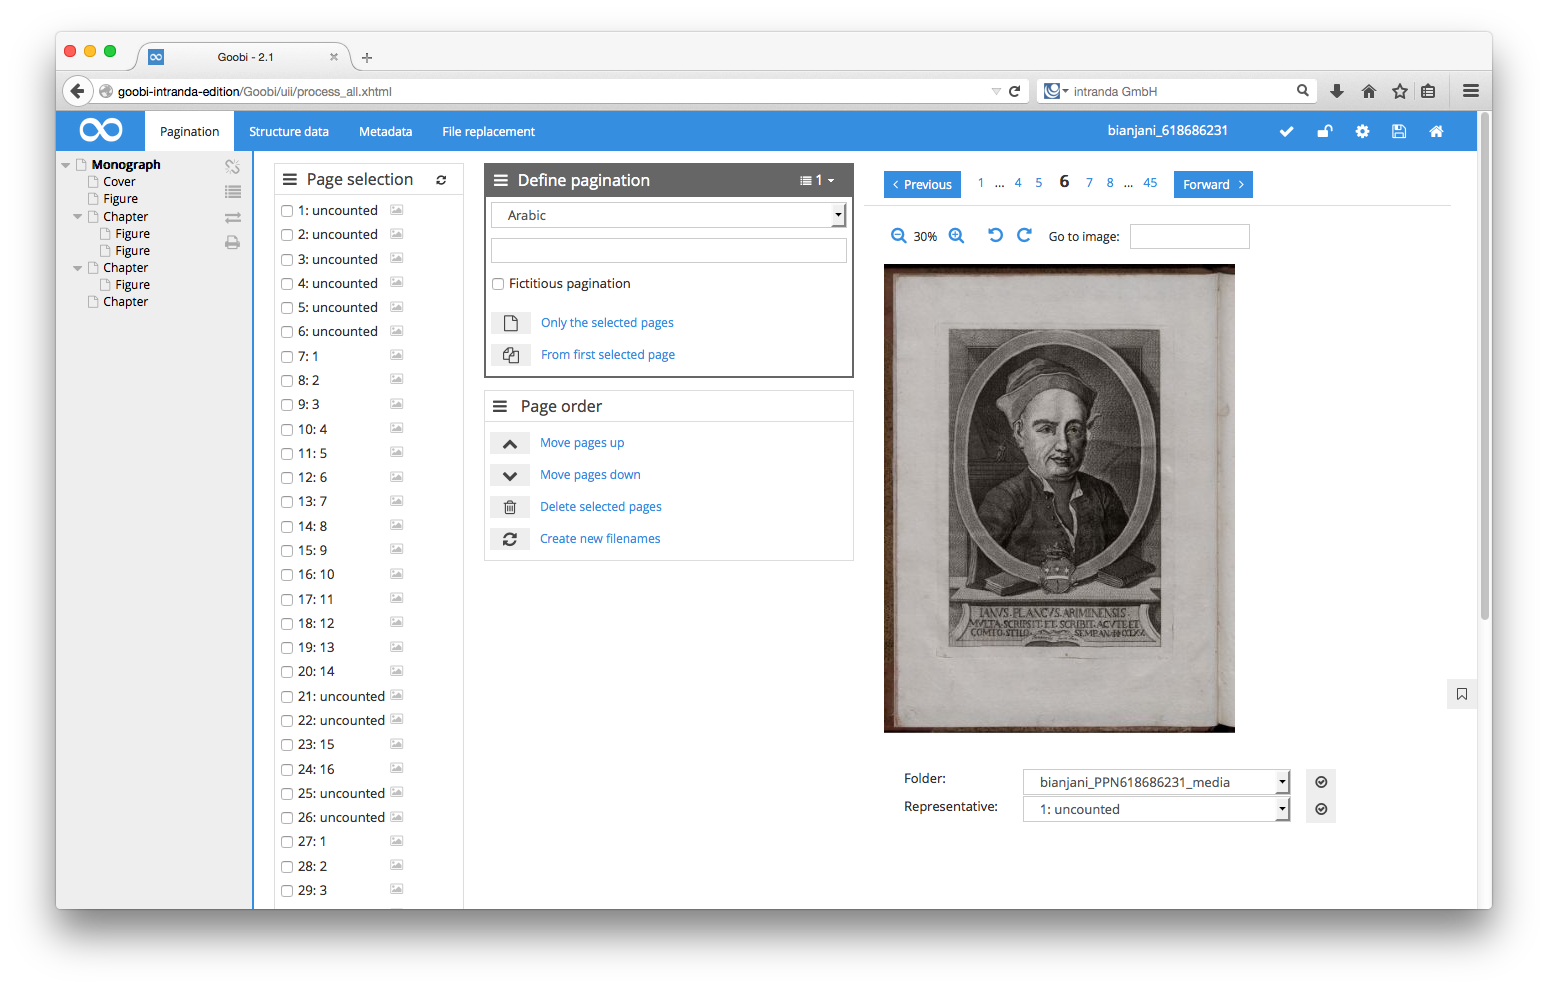 Goobi - 2.1
goobi-intranda-edition/Goobi/uii/process_all.xhtml
intranda GmbH
Pagination
Structure data
Metadata
File replacement
bianjani_618686231
Monograph
Cover
Figure
Chapter
Figure
Figure
Chapter
Figure
Chapter
Page selection
1: uncounted
2: uncounted
3: uncounted
4: uncounted
5: uncounted
6: uncounted
7: 1
8: 2
9: 3
10: 4
11: 5
12: 6
13: 7
14: 8
15: 9
16: 10
17: 11
18: 12
19: 13
20: 14
21: uncounted
22: uncounted
23: 15
24: 16
25: uncounted
26: uncounted
27: 1
28: 2
29: 3
Define pagination
1
Arabic
Fictitious pagination
Only the selected pages
From first selected page
Page order
Move pages up
Move pages down
Delete selected pages
Create new filenames
Previous 1 ... 4 5 6 7 8 ... 45 Forward
30%
Go to image:
IANVS·PLANCVS·ARIMINENSIS·
MVLTA·SCRIPSIT·ET·SCRIBIT·ACVTE·ET
COMTO·STILO·
Folder: bianjani_PPN618686231_media
Representative: 1: uncounted